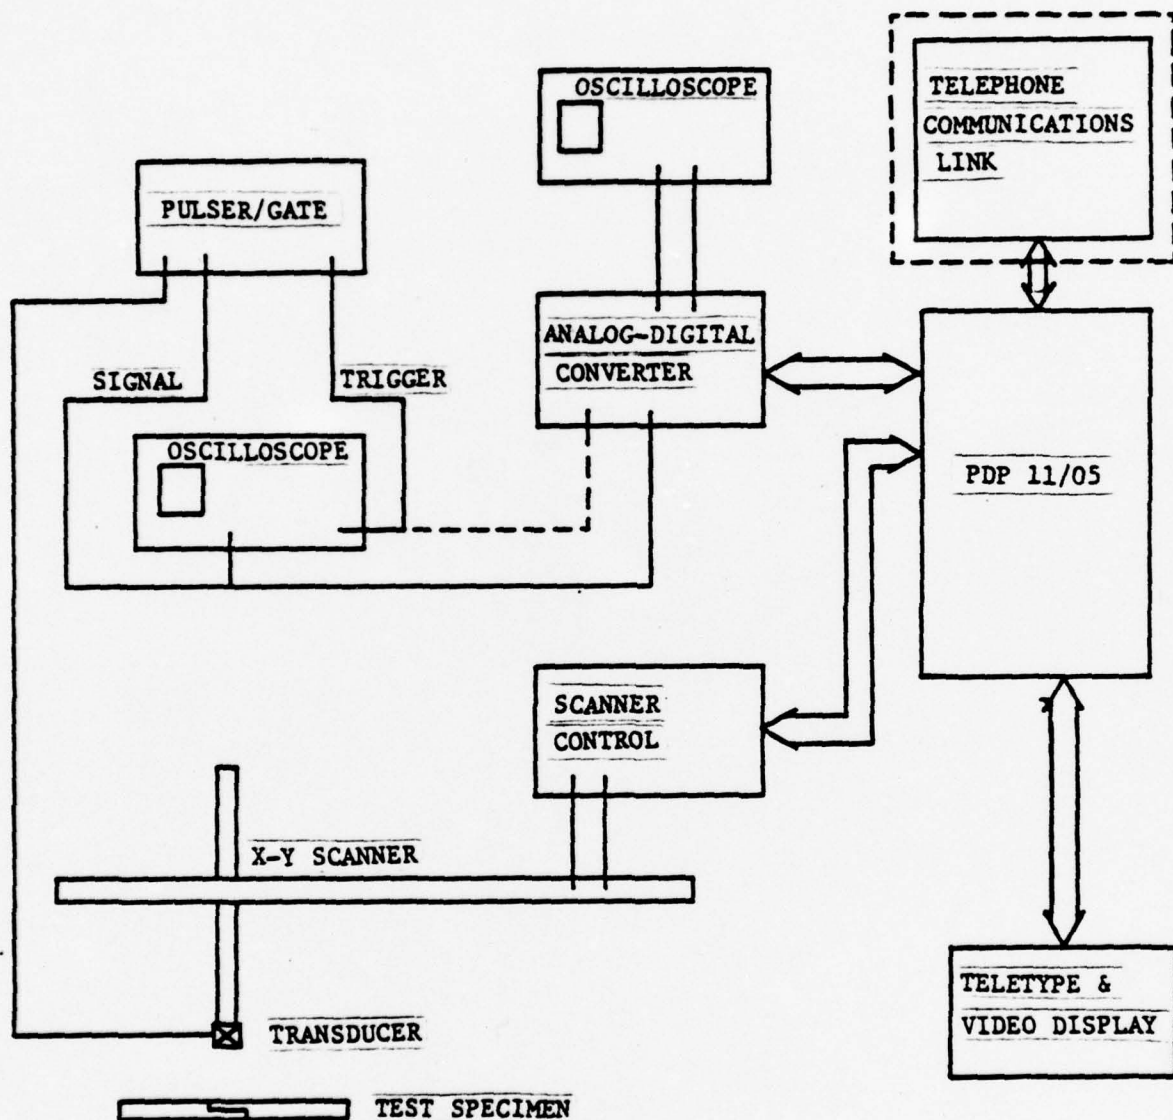 OSCILLOSCOPE
TELEPHONE
COMMUNICATIONS
LINK
PULSER/GATE
ANALOG-DIGITAL
CONVERTER
SIGNAL
TRIGGER
OSCILLOSCOPE
PDP 11/05
SCANNER
CONTROL
X-Y SCANNER
TELETYPE &
VIDEO DISPLAY
TRANSDUCER
TEST SPECIMEN